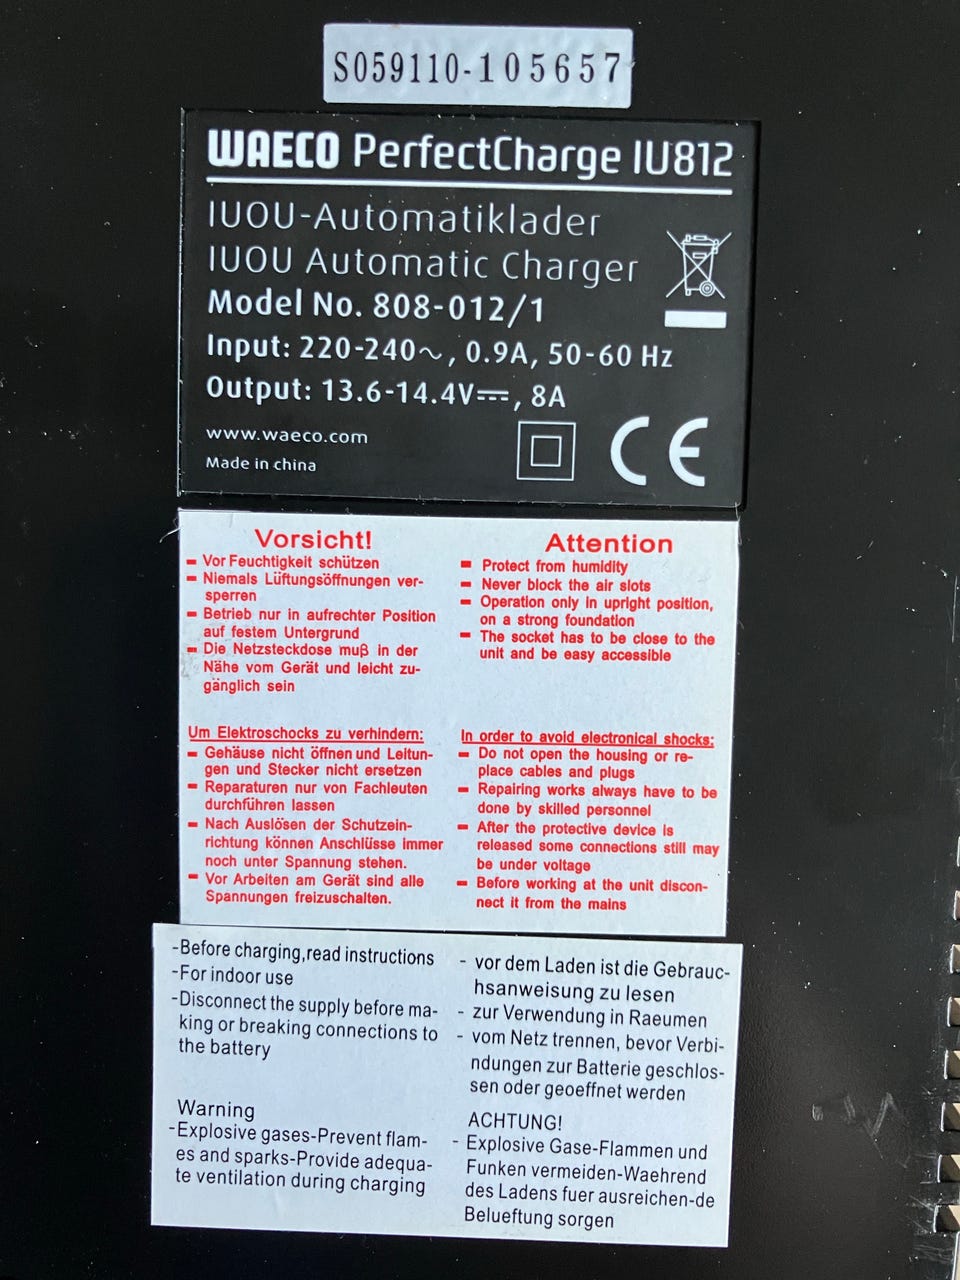 S059110-105657
WAECO PerfectCharge IU812
IUOU-Automatiklader
IUOU Automatic Charger
Model No. 808-012/1
Input: 220-240~, 0.9A, 50-60 Hz
Output: 13.6-14.4V⎓, 8A
www.waeco.com
Made in china
CE
Vorsicht!
- Vor Feuchtigkeit schützen
- Niemals Lüftungsöffnungen ver-
sperren
- Betrieb nur in aufrechter Position
auf festem Untergrund
- Die Netzsteckdose muß in der
Nähe vom Gerät und leicht zu-
gänglich sein
Um Elektroschocks zu verhindern:
- Gehäuse nicht öffnen und Leitun-
gen und Stecker nicht ersetzen
- Reparaturen nur von Fachleuten
durchführen lassen
- Nach Auslösen der Schutzein-
richtung können Anschlüsse immer
noch unter Spannung stehen.
- Vor Arbeiten am Gerät sind alle
Spannungen freizuschalten.
Attention
- Protect from humidity
- Never block the air slots
- Operation only in upright position,
on a strong foundation
- The socket has to be close to the
unit and be easy accessible
In order to avoid electronical shocks:
- Do not open the housing or re-
place cables and plugs
- Repairing works always have to be
done by skilled personnel
- After the protective device is
released some connections still may
be under voltage
- Before working at the unit discon-
nect it from the mains
-Before charging,read instructions
-For indoor use
-Disconnect the supply before ma-
king or breaking connections to
the battery
Warning
-Explosive gases-Prevent flam-
es and sparks-Provide adequa-
te ventilation during charging
- vor dem Laden ist die Gebrauc-
hsanweisung zu lesen
- zur Verwendung in Raeumen
- vom Netz trennen, bevor Verbi-
ndungen zur Batterie geschlos-
sen oder geoeffnet werden
ACHTUNG!
- Explosive Gase-Flammen und
Funken vermeiden-Waehrend
des Ladens fuer ausreichen-de
Belueftung sorgen